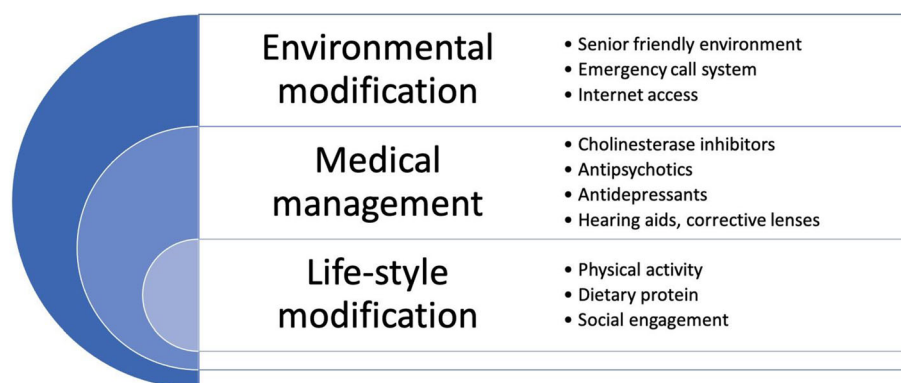 Environmental
modification
• Senior friendly environment
• Emergency call system
• Internet access
Medical
management
• Cholinesterase inhibitors
• Antipsychotics
• Antidepressants
• Hearing aids, corrective lenses
Life-style
modification
• Physical activity
• Dietary protein
• Social engagement